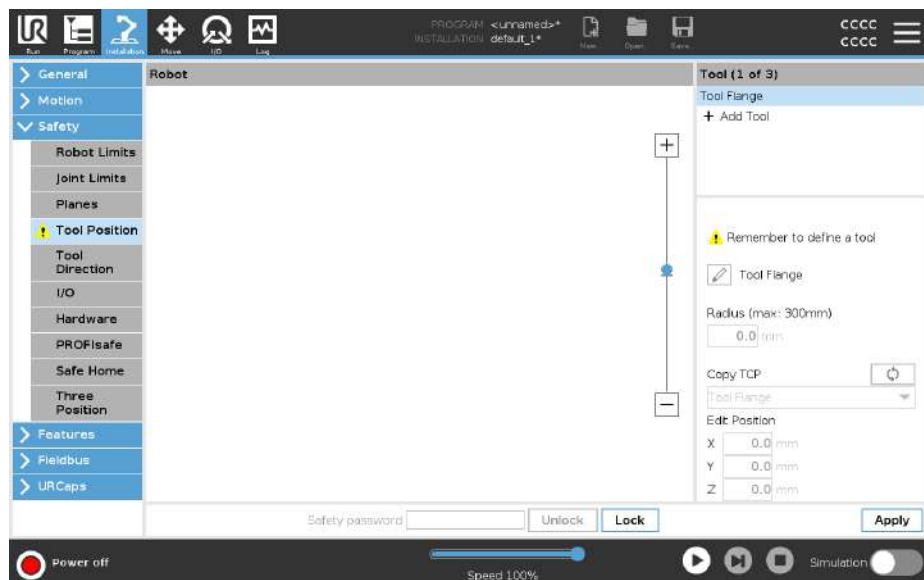 UR
PROGRAM <unnamed>*
INSTALLATION default_1*
CCCC
CCCC
Run Program Installation Move I/O Log New... Open... Save...
General
Motion
Safety
Robot Limits
Joint Limits
Planes
Tool Position
Tool
Direction
I/O
Hardware
PROFIsafe
Safe Home
Three
Position
Features
Fieldbus
URCaps
Robot
Tool (1 of 3)
Tool Flange
+ Add Tool
Remember to define a tool
Tool Flange
Radius (max: 300mm)
0.0 mm
Copy TCP
Tool Flange
Edit Position
X 0.0 mm
Y 0.0 mm
Z 0.0 mm
Safety password Unlock Lock Apply
Power off
Speed 100%
Simulation